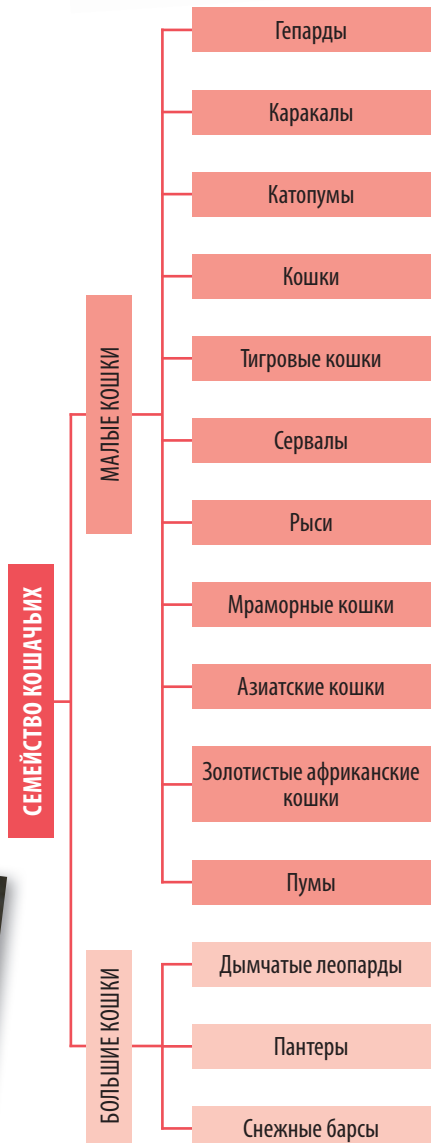 СЕМЕЙСТВО КОШАЧЬИХ
МАЛЫЕ КОШКИ
Гепарды
Каракалы
Катопумы
Кошки
Тигровые кошки
Сервалы
Рыси
Мраморные кошки
Азиатские кошки
Золотистые африканские
кошки
Пумы
БОЛЬШИЕ КОШКИ
Дымчатые леопарды
Пантеры
Снежные барсы